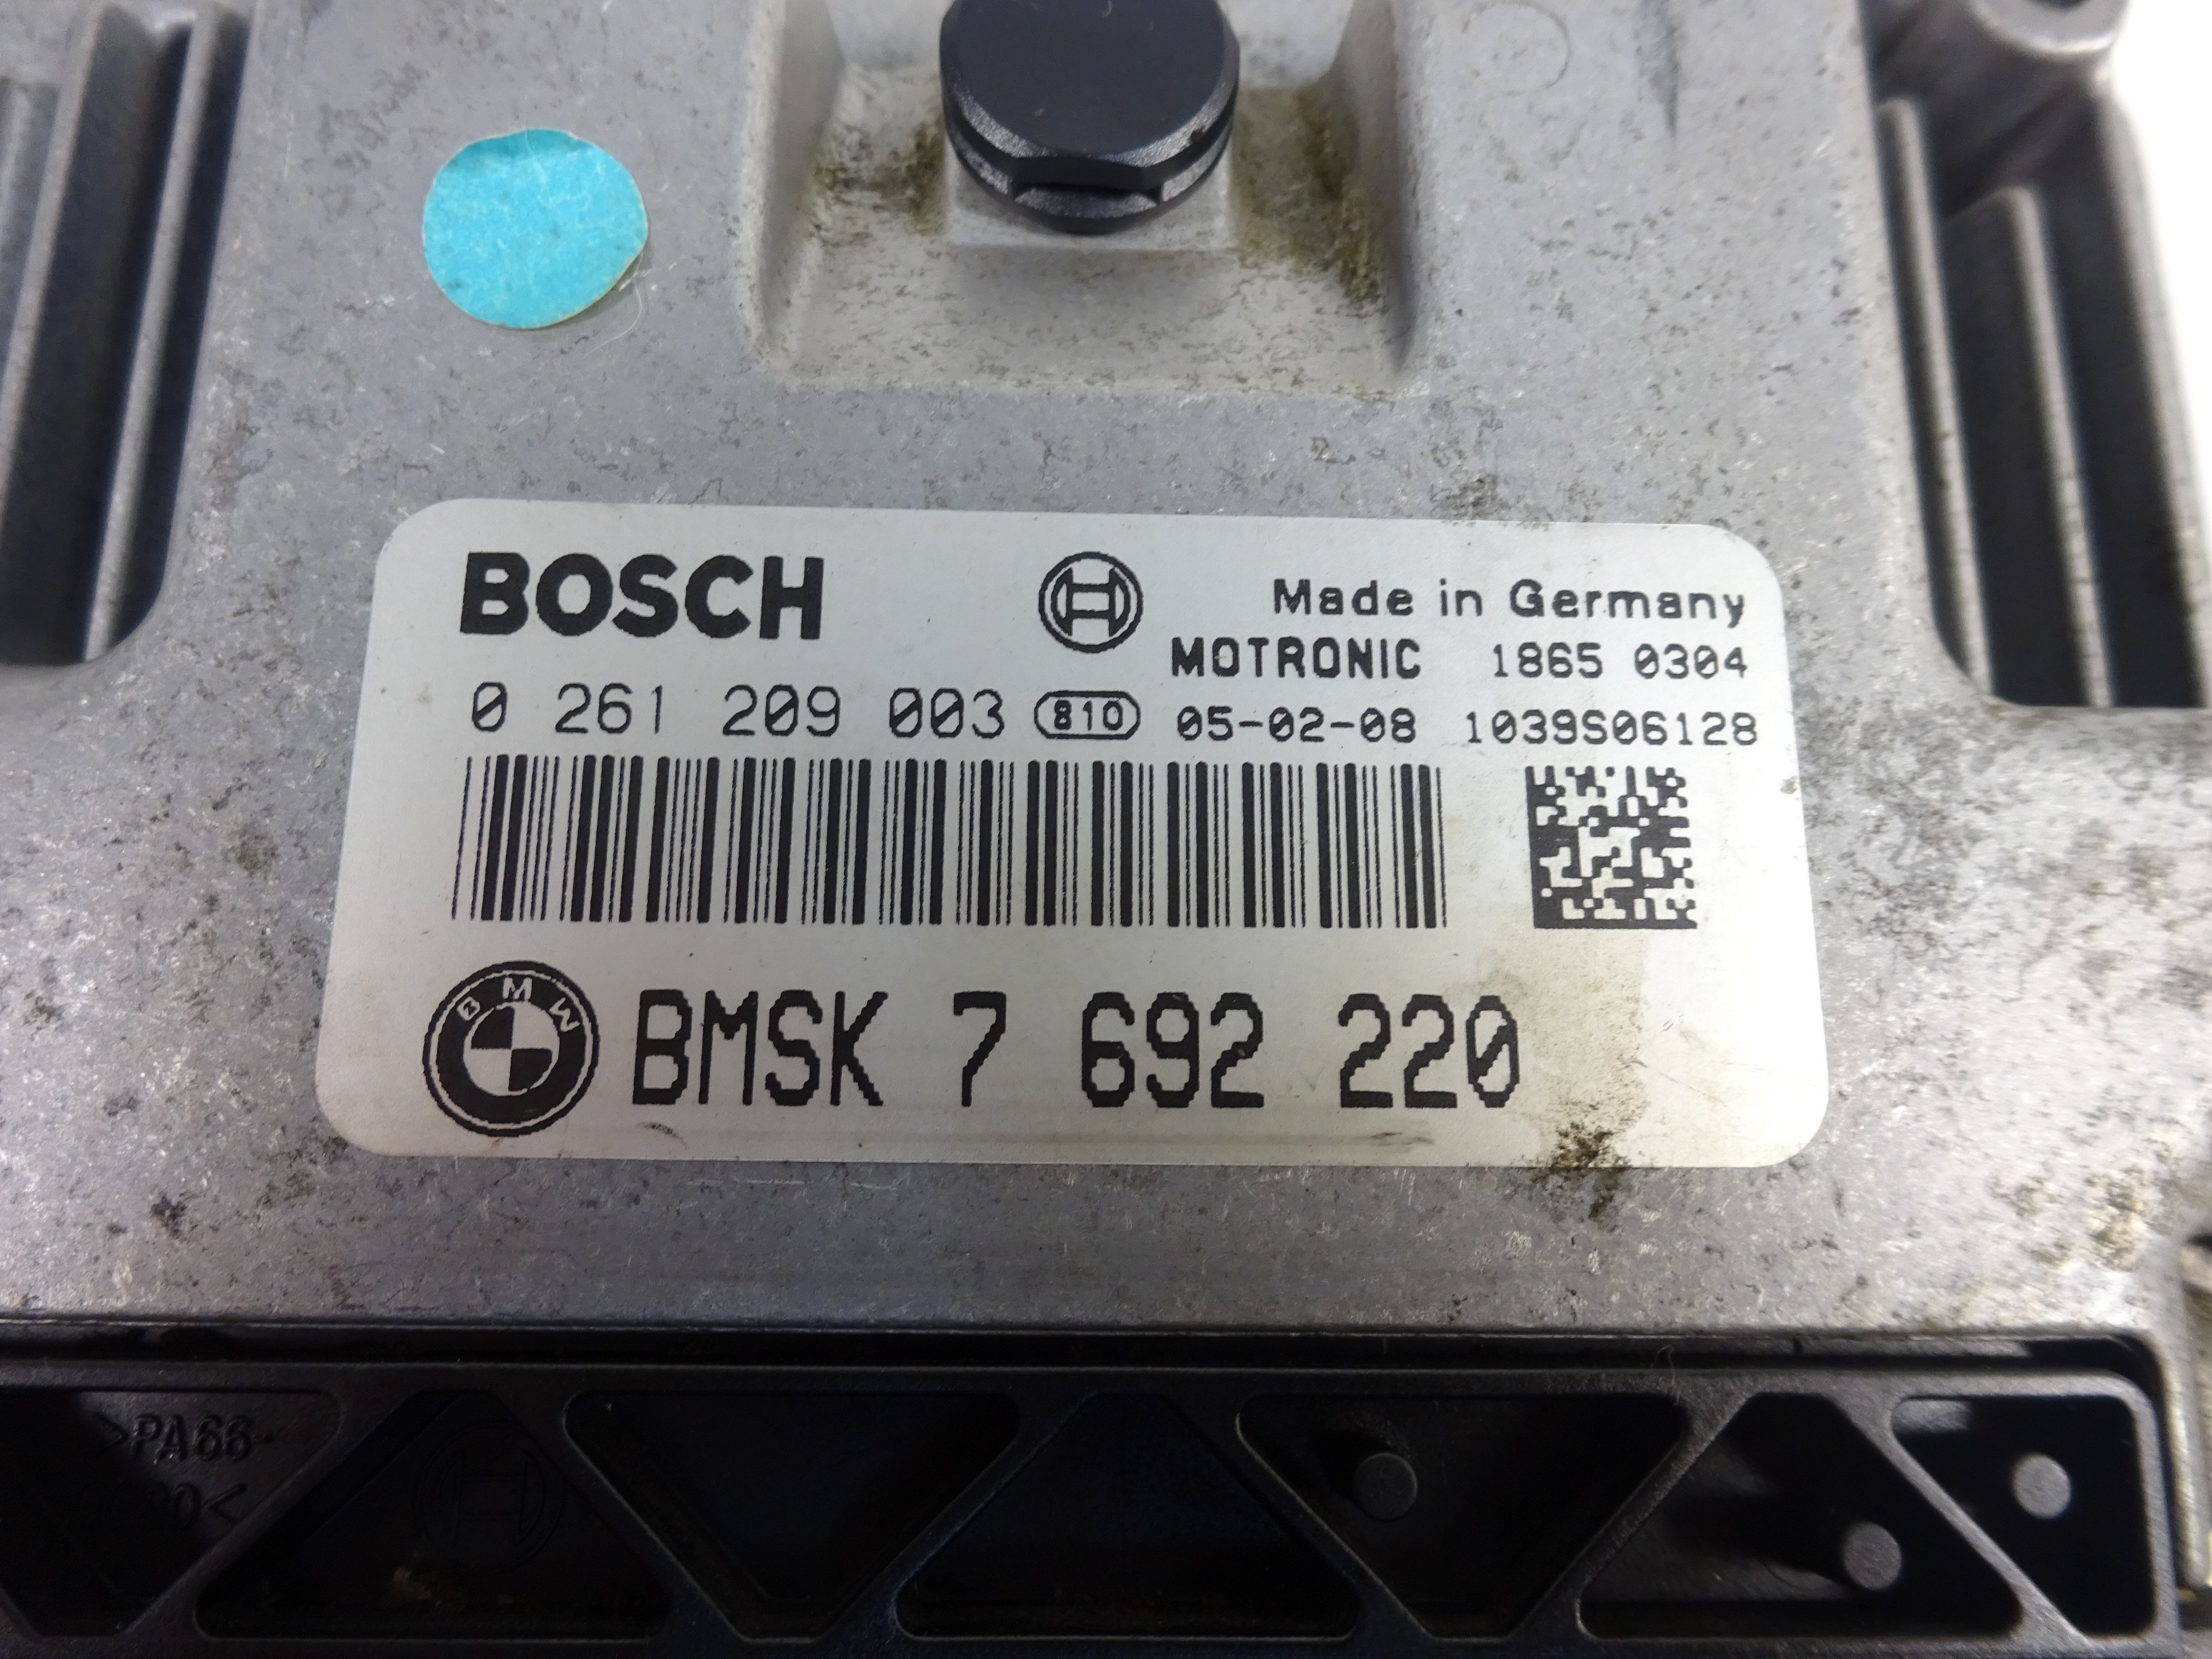 BOSCH
Made in Germany
MOTRONIC 1865 0304
0 261 209 003 810 05-02-08 1039S06128
BMW BMSK 7 692 220
>PA66-